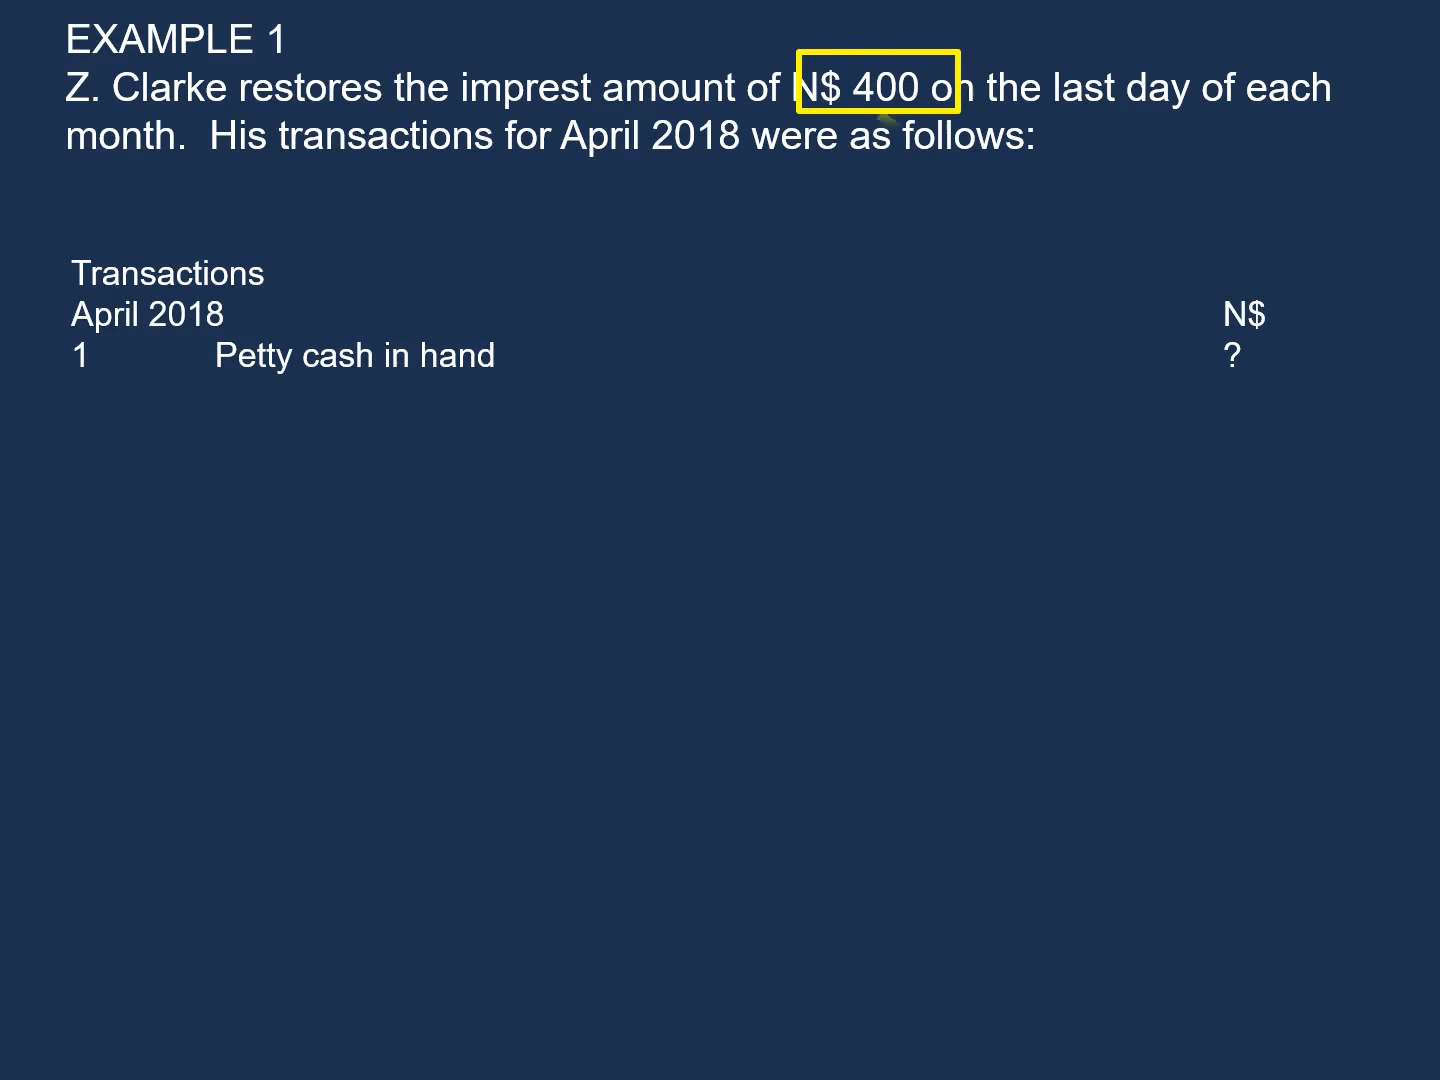 EXAMPLE 1
Z. Clarke restores the imprest amount of N$ 400 on the last day of each
month.  His transactions for April 2018 were as follows:
Transactions
April 2018 N$
1 Petty cash in hand ?